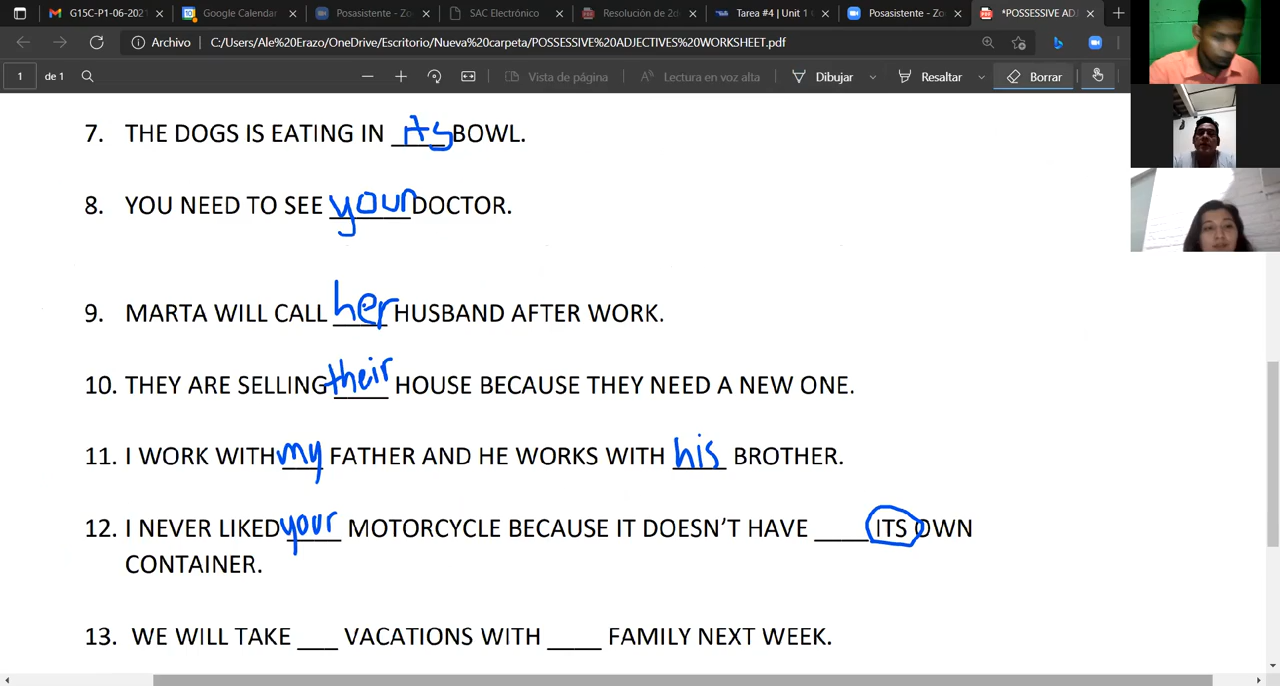 G15C-P1-06-2021
Google Calendar
Posasistente - Zo
SAC Electrónico
Resolución de 2d
Tarea #4 | Unit 1
Posasistente - Zo
*POSSESSIVE ADJ
Archivo C:/Users/Ale%20Erazo/OneDrive/Escritorio/Nueva%20carpeta/POSSESSIVE%20ADJECTIVES%20WORKSHEET.pdf
1 de 1 Vista de página Lectura en voz alta Dibujar Resaltar Borrar
7. THE DOGS IS EATING IN its BOWL.
8. YOU NEED TO SEE your DOCTOR.
9. MARTA WILL CALL her HUSBAND AFTER WORK.
10. THEY ARE SELLING their HOUSE BECAUSE THEY NEED A NEW ONE.
11. I WORK WITH my FATHER AND HE WORKS WITH his BROTHER.
12. I NEVER LIKED your MOTORCYCLE BECAUSE IT DOESN'T HAVE ____ ITS OWN
CONTAINER.
13. WE WILL TAKE ___ VACATIONS WITH ____ FAMILY NEXT WEEK.